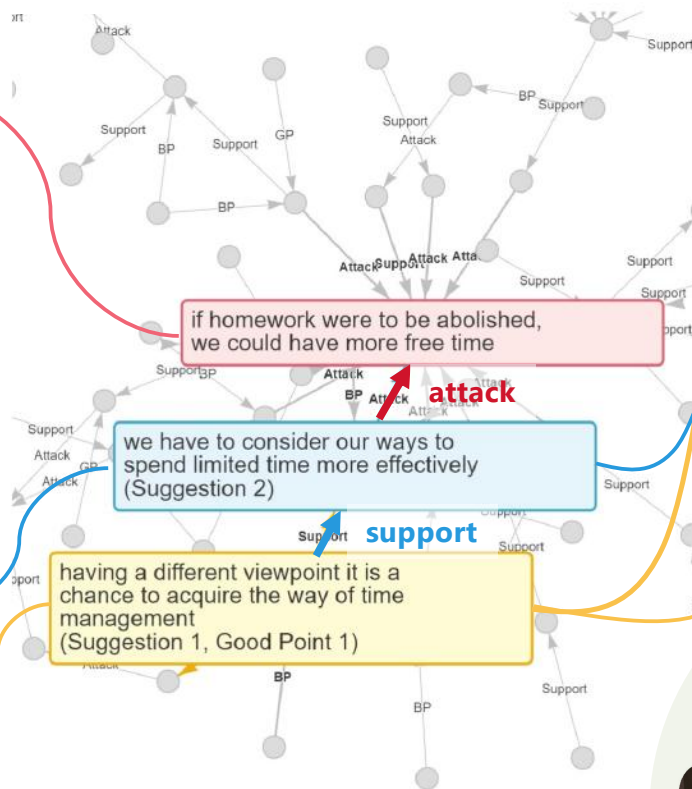 Attack
Support
Support
BP
Support
GP
BP
Support
Attack
BP
Support
Attack
Support
Attack
Support
Support
Support
if homework were to be abolished,
we could have more free time
Support
BP
Attack
BP
Attack
Attack
Attack
attack
Support
Attack
GP
Attack
we have to consider our ways to
spend limited time more effectively
(Suggestion 2)
Support
Support
support
Support
having a different viewpoint it is a
chance to acquire the way of time
management
(Suggestion 1, Good Point 1)
Attack
BP
BP
Support